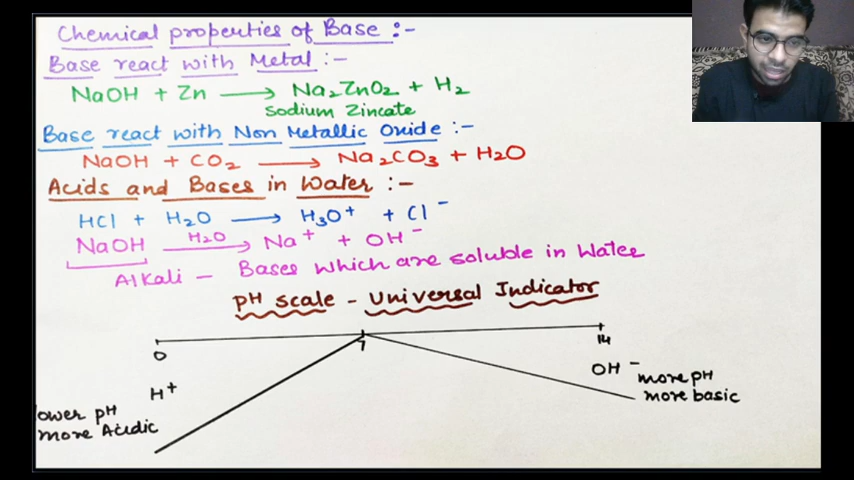 Chemical properties of Base :-
Base react with Metal :-
NaOH + Zn → Na₂ZnO₂ + H₂
Sodium Zincate
Base react with Non Metallic Oxide :-
NaOH + CO₂ → Na₂CO₃ + H₂O
Acids and Bases in Water :-
HCl + H₂O → H₃O⁺ + Cl⁻
NaOH H₂O→ Na⁺ + OH⁻
Alkali – Bases which are soluble in Water
pH scale – Universal Indicator
0 7 14
H⁺
OH⁻
ower pH
more Acidic
more pH
more basic